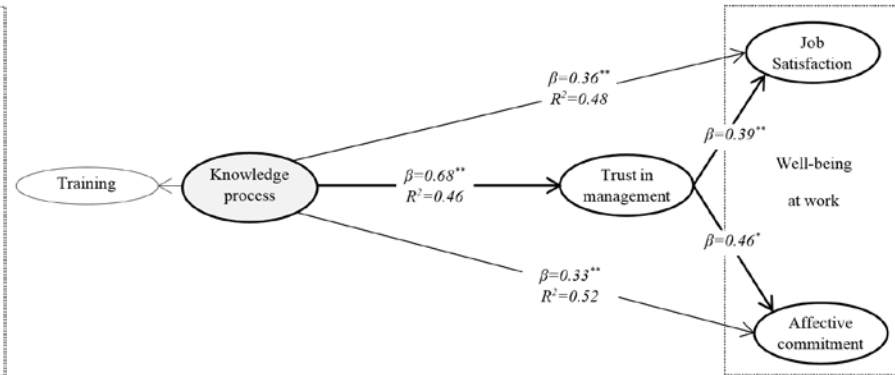 Job
Satisfaction
β=0.36**
R²=0.48
β=0.39**
Training
Knowledge
process
β=0.68**
R²=0.46
Trust in
management
Well-being
at work
β=0.46*
β=0.33**
R²=0.52
Affective
commitment